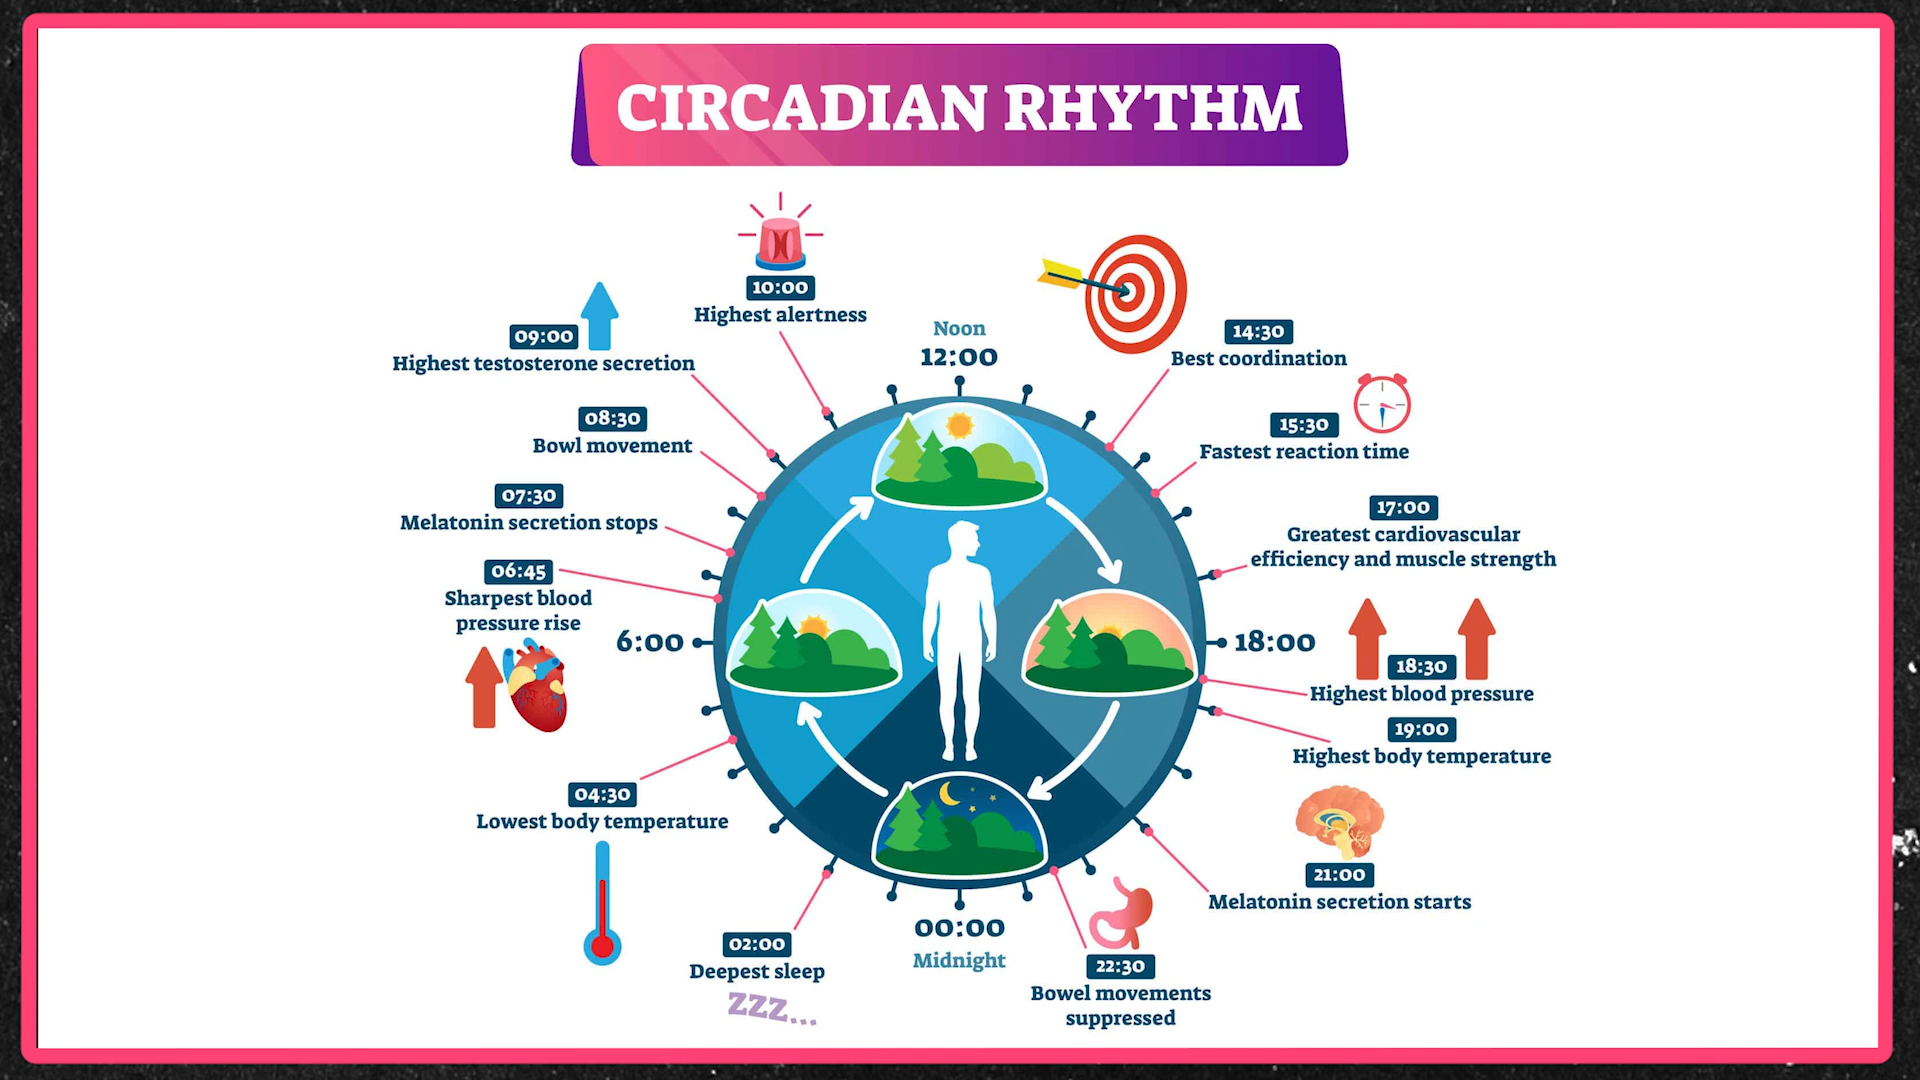 CIRCADIAN RHYTHM
10:00
Highest alertness
09:00
Highest testosterone secretion
08:30
Bowl movement
07:30
Melatonin secretion stops
06:45
Sharpest blood
pressure rise
6:00
04:30
Lowest body temperature
02:00
Deepest sleep
ZZZ...
Noon
12:00
14:30
Best coordination
15:30
Fastest reaction time
17:00
Greatest cardiovascular
efficiency and muscle strength
18:00
18:30
Highest blood pressure
19:00
Highest body temperature
21:00
Melatonin secretion starts
22:30
Bowel movements
suppressed
00:00
Midnight